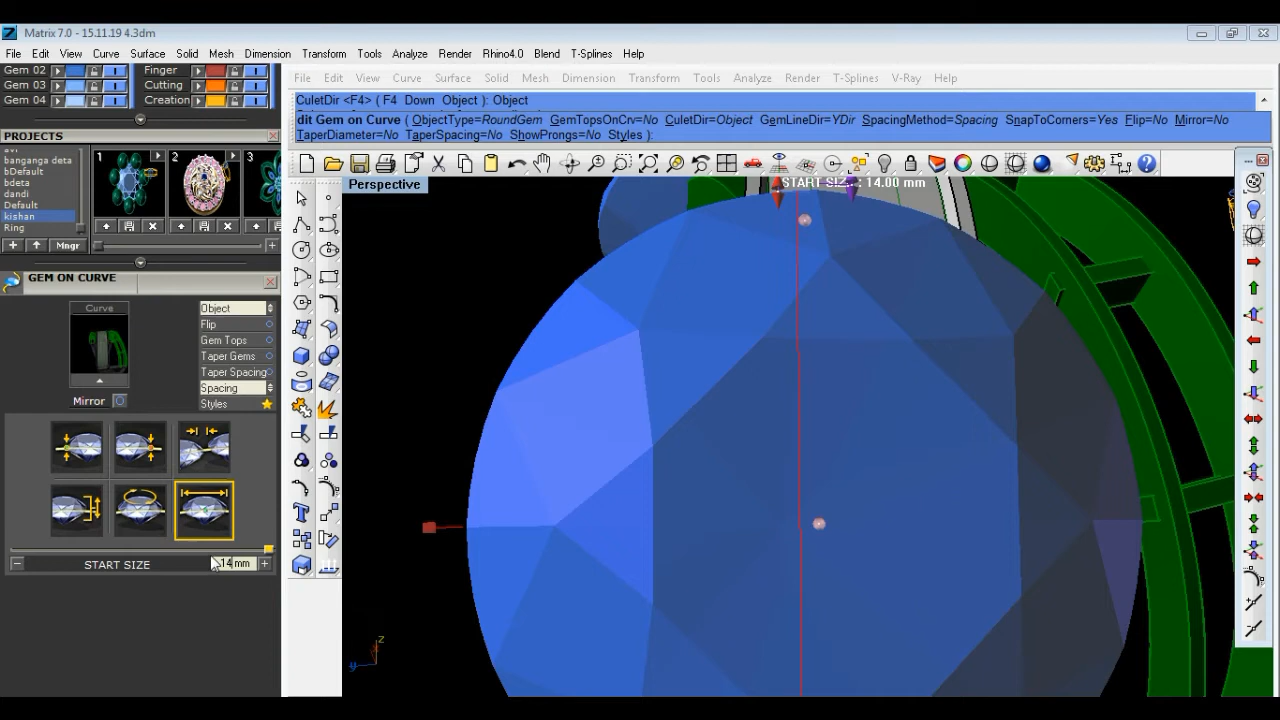 Matrix 7.0 - 15.11.19 4.3dm
File Edit View Curve Surface Solid Mesh Dimension Transform Tools Analyze Render Rhino4.0 Blend T-Splines Help
Gem 02 Finger
Gem 03 Cutting
Gem 04 Creation
File Edit View Curve Surface Solid Mesh Dimension Transform Tools Analyze Render T-Splines V-Ray Help
CuletDir <F4> ( F4 Down Object ): Object
dit Gem on Curve ( ObjectType=RoundGem GemTopsOnCrv=No CuletDir=Object GemLineDir=YDir SpacingMethod=Spacing SnapToCorners=Yes Flip=No Mirror=No
TaperDiameter=No TaperSpacing=No ShowProngs=No Styles ):
PROJECTS
banganga deta
bDefault
bdeta
dandi
Default
kishan
Ring
1 2 3
Mngr
Perspective
START SIZE : 14.00 mm
GEM ON CURVE
Curve
Object
Flip
Gem Tops
Taper Gems
Taper Spacing
Spacing
Styles
Mirror
START SIZE 14 mm
z
y